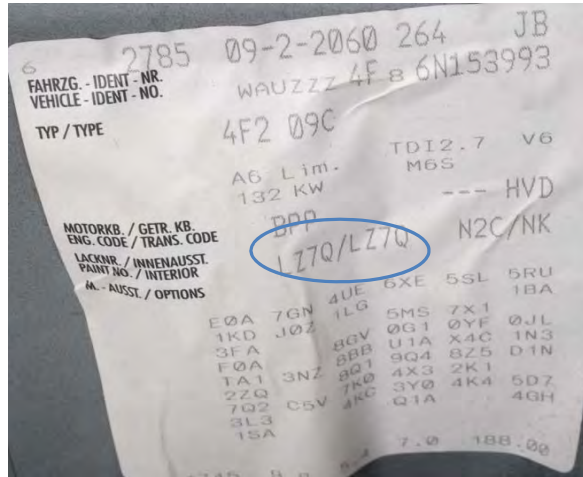 6 2785 09-2-2060 264 JB
FAHRZG. - IDENT - NR.
VEHICLE - IDENT - NO. WAUZZZ 4F 8 6N153993
TYP / TYPE 4F2 09C
A6 Lim. TDI2.7 V6
132 KW M6S
--- HVD
MOTORKB. / GETR. KB.
ENG. CODE / TRANS. CODE BPP
LACKNR. / INNENAUSST.
PAINT NO. / INTERIOR LZ7Q/LZ7Q N2C/NK
M. - AUSST. / OPTIONS
E0A 7GN 4UE 6XE 5SL 5RU
1KD J0Z 1LG 5MS 7X1 1BA
3FA 8GV 0G1 0YF 0JL
F0A 8BB U1A X4C 1N3
TA1 3NZ 8Q1 9Q4 8Z5 D1N
2ZQ 7K0 4X3 2K1
7Q2 C5V 4KC 3Y0 4K4 5D7
3L3 Q1A 4GH
15A
7.0 188.00